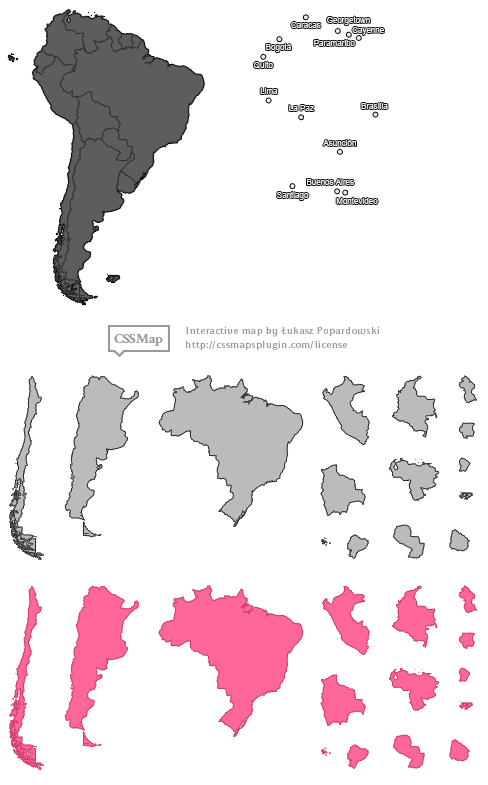 Caracas
Georgetown
Cayenne
Paramaribo
Bogotá
Quito
Lima
La Paz
Brasília
Asunción
Buenos Aires
Santiago
Montevideo
CSSMap
Interactive map by Łukasz Popardowski
http://cssmapsplugin.com/license